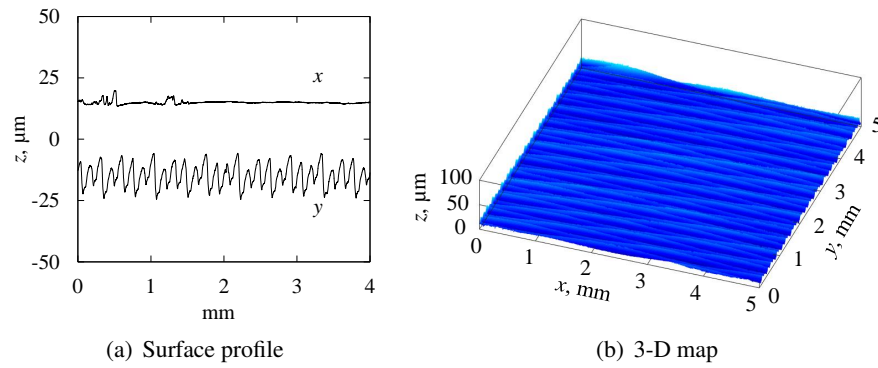 50
25
0
-25
-50
z, µm
x
y
0 1 2 3 4
mm
(a) Surface profile
100
50
0
z, µm
0 1 2 3 4 5
x, mm
0 1 2 3 4 5
y, mm
(b) 3-D map